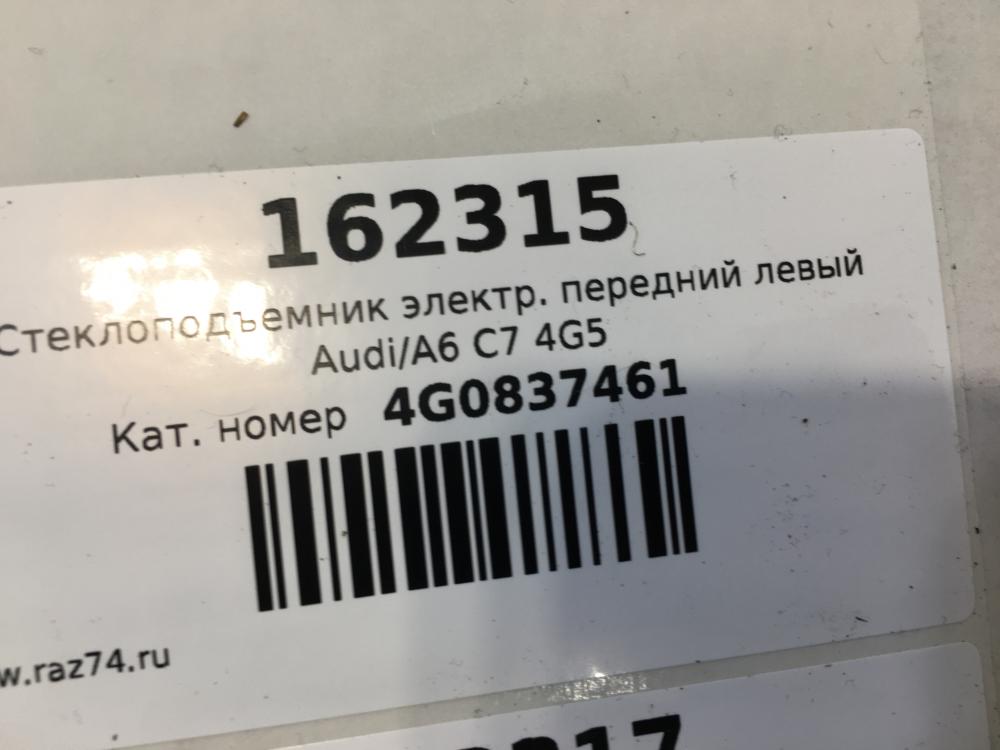 162315
Стеклоподъемник электр. передний левый
Audi/A6 C7 4G5
Кат. номер 4G0837461
w.raz74.ru